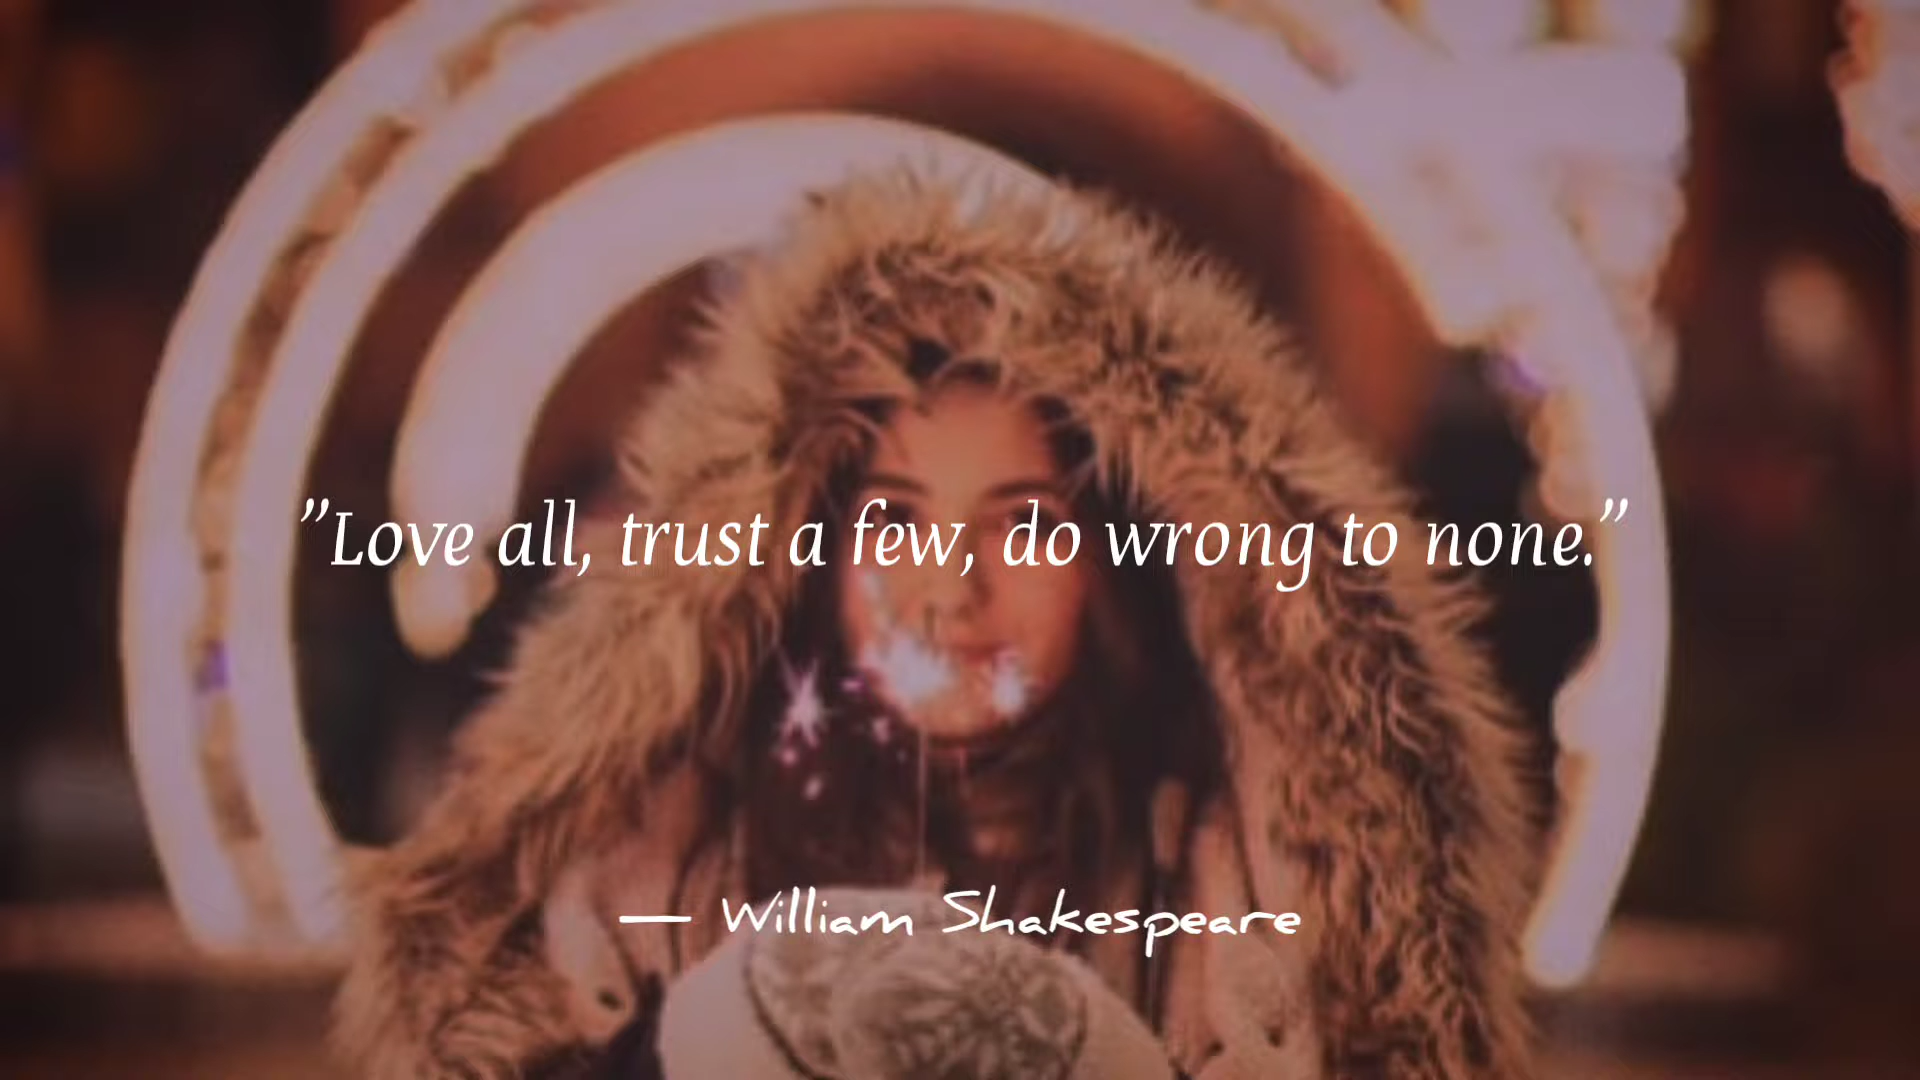 ”Love all, trust a few, do wrong to none.”
— William Shakespeare